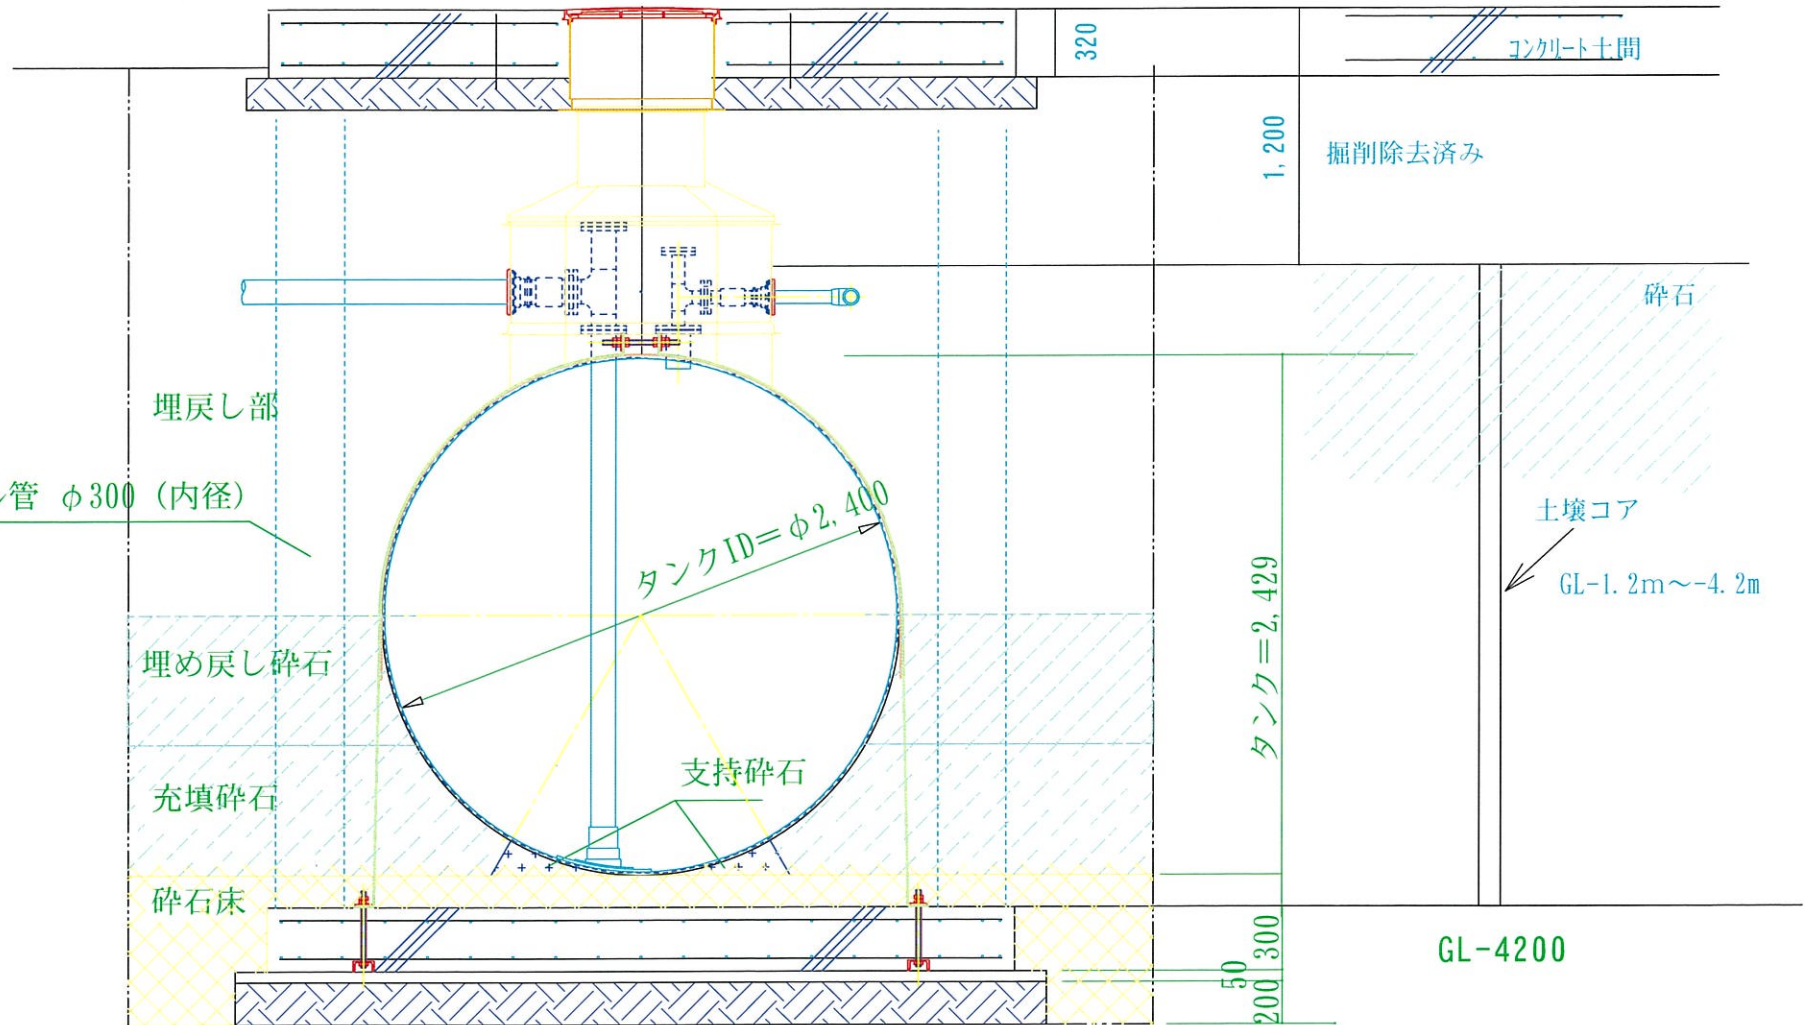 320
コンクリート土間
1,200
掘削除去済み
砕石
埋戻し部
管 φ300（内径）
タンクID＝φ2,400
土壌コア
GL-1.2m～-4.2m
タンク＝2,429
埋め戻し砕石
支持砕石
充填砕石
砕石床
300
50
200
GL-4200